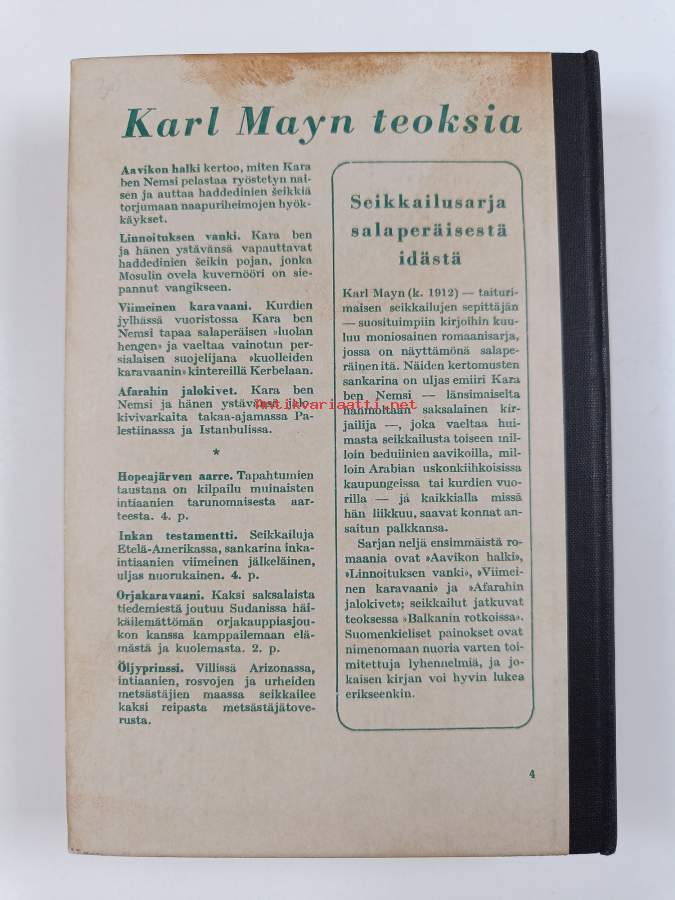 Karl Mayn teoksia
Aavikon halki kertoo, miten Kara
ben Nemsi pelastaa ryöstetyn nai-
sen ja auttaa haddedinien šeikkiä
torjumaan naapuriheimojen hyök-
käykset.
Linnoituksen vanki. Kara ben
ja hänen ystävänsä vapauttavat
haddedinien šeikin pojan, jonka
Mosulin ovela kuvernööri on sie-
pannut vangikseen.
Viimeinen karavaani. Kurdien
jylhässä vuoristossa Kara ben
Nemsi tapaa salaperäisen »luolan
hengen» ja vaeltaa vainotun per-
sialaisen suojelijana »kuolleiden
karavaanin» kintereillä Kerbelaan.
Afarahin jalokivet. Kara ben
Nemsi ja hänen ystävänsä jalo-
kivivarkaita takaa-ajamassa Pa-
lestiinassa ja Istanbulissa.
*
Hopeajärven aarre. Tapahtumien
taustana on kilpailu muinaisten
intiaanien tarunomaisesta aar-
teesta. 4. p.
Inkan testamentti. Seikkailuja
Etelä-Amerikassa, sankarina inka-
intiaanien viimeinen jälkeläinen,
uljas nuorukainen. 4. p.
Orjakaravaani. Kaksi saksalaista
tiedemiestä joutuu Sudanissa häi-
käilemättömän orjakauppiasjou-
kon kanssa kamppailemaan elä-
mästä ja kuolemasta. 2. p.
Öljyprinssi. Villissä Arizonassa,
intiaanien, rosvojen ja urheiden
metsästäjien maassa seikkailee
kaksi reipasta metsästäjätove-
rusta.
Seikkailusarja
salaperäisestä
idästä
Karl Mayn (k. 1912) — taituri-
maisen seikkailujen sepittäjän
— suosituimpiin kirjoihin kuu-
luu moniosainen romaanisarja,
jossa on näyttämönä salape-
räinen itä. Näiden kertomusten
sankarina on uljas emiiri Kara
ben Nemsi — länsimaiselta
hahmoltaan saksalainen kir-
jailija —, joka vaeltaa hui-
masta seikkailusta toiseen mil-
loin beduiinien aavikoilla, mil-
loin Arabian uskonkiihkoisissa
kaupungeissa tai kurdien vuo-
rilla — ja kaikkialla missä
hän liikkuu, saavat konnat an-
saitun palkkansa.
Sarjan neljä ensimmäistä ro-
maania ovat »Aavikon halki»,
»Linnoituksen vanki», »Viimei-
nen karavaani» ja »Afarahin
jalokivet»; seikkailut jatkuvat
teoksessa »Balkanin rotkoissa».
Suomenkieliset painokset ovat
nimenomaan nuoria varten toi-
mitettuja lyhennelmiä, ja jo-
kaisen kirjan voi hyvin lukea
erikseenkin.
4
Antikvariaatti.net